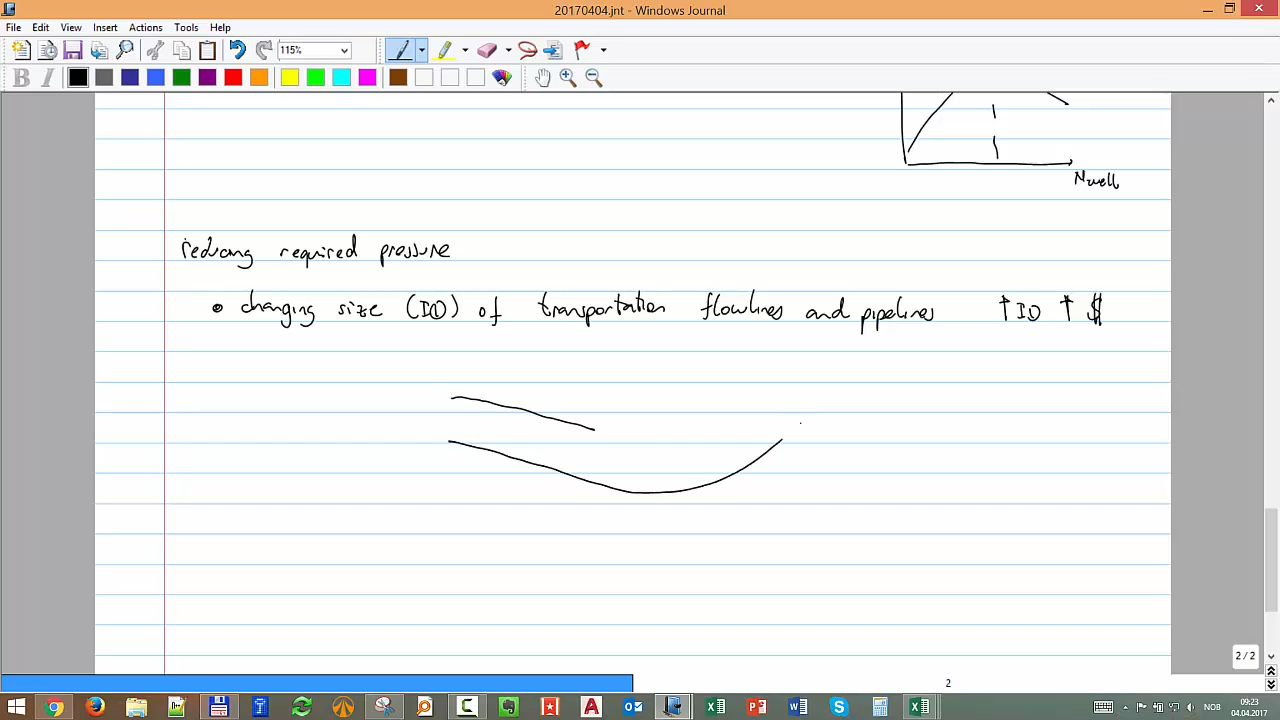 20170404.jnt - Windows Journal
File Edit View Insert Actions Tools Help
115%
B I
Nwell
reducing required pressure
• changing size (ID) of transportation flowlines and pipelines ↑ID ↑$
2/2
2
NOB
09:23
04.04.2017